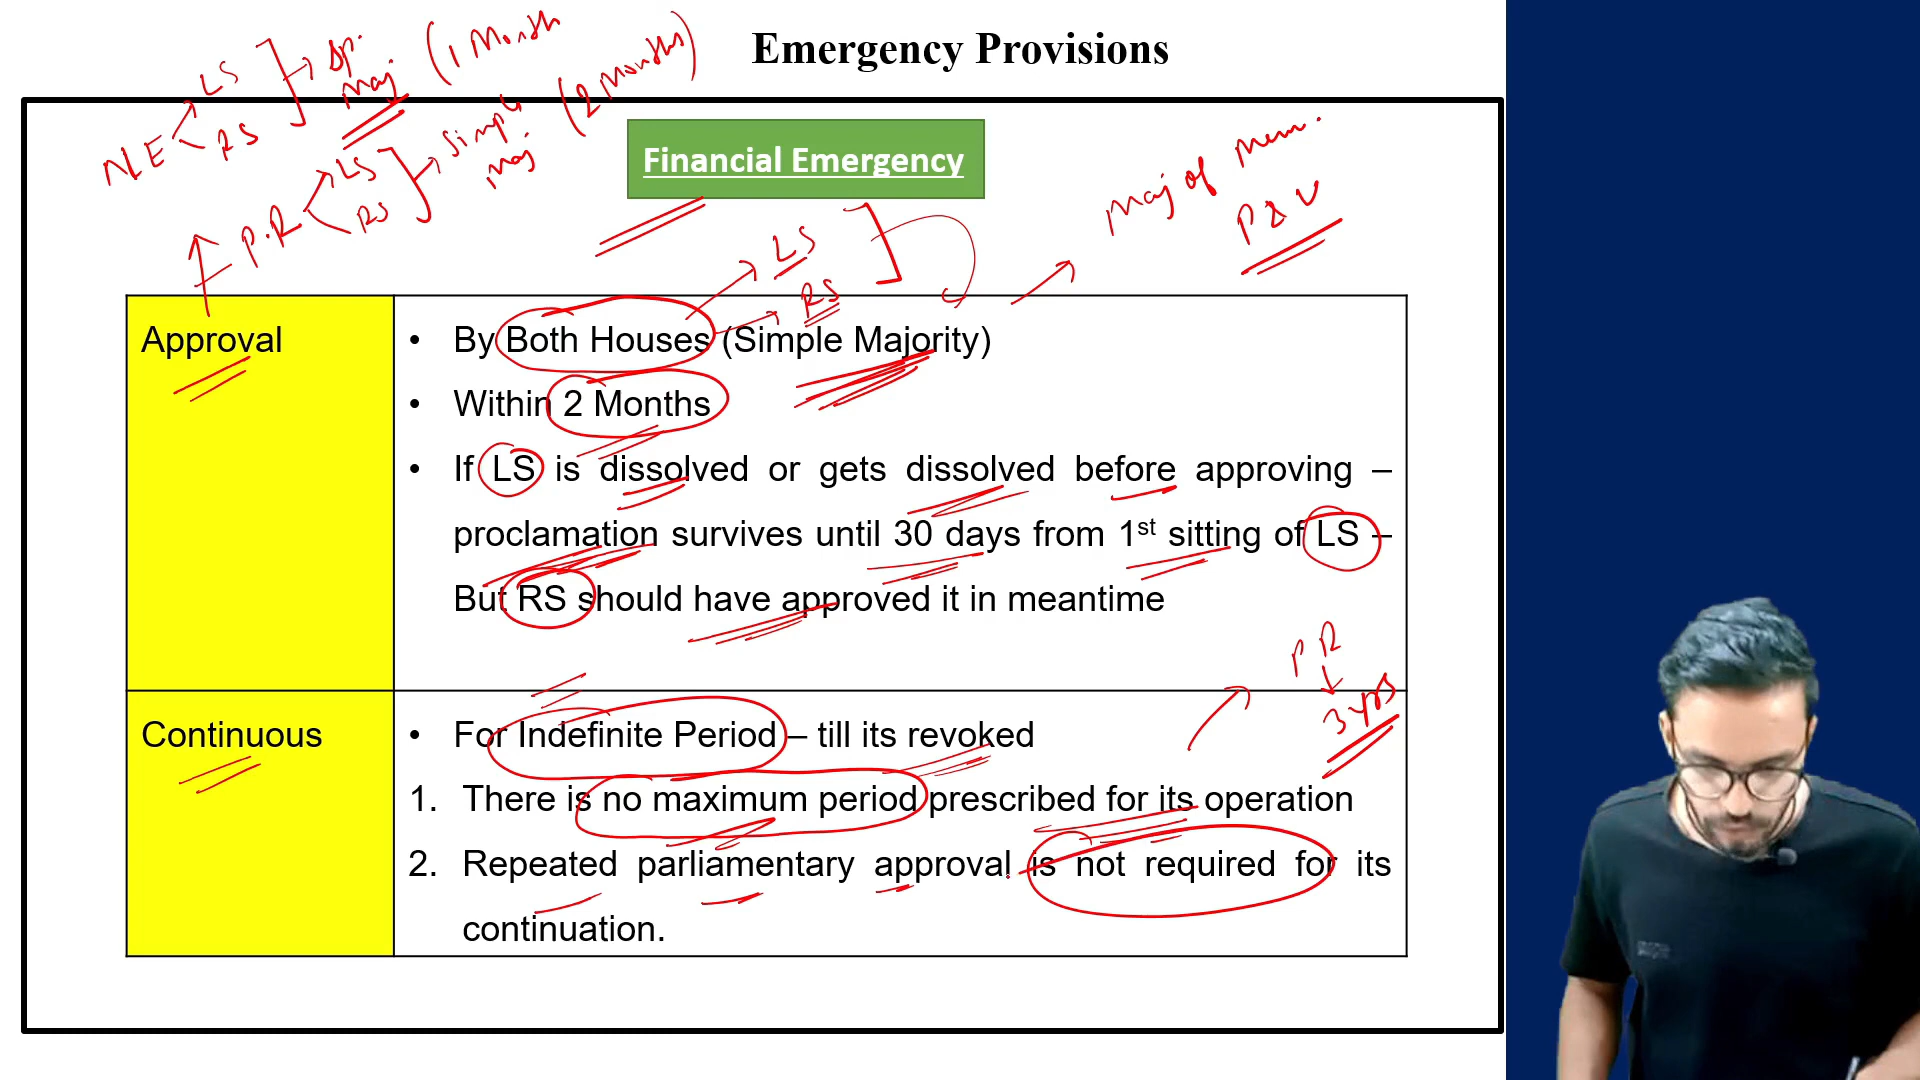 Emergency Provisions
NE LS RS Sp. Maj (1 Month
P.R LS RS Simple Maj (2 Months)
Financial Emergency
Maj of Mem.
P & V
LS
RS
Approval
• By Both Houses (Simple Majority)
• Within 2 Months
• If LS is dissolved or gets dissolved before approving –
proclamation survives until 30 days from 1st sitting of LS –
But RS should have approved it in meantime
PR
3 yrs
Continuous
• For Indefinite Period – till its revoked
1. There is no maximum period prescribed for its operation
2. Repeated parliamentary approval is not required for its
continuation.